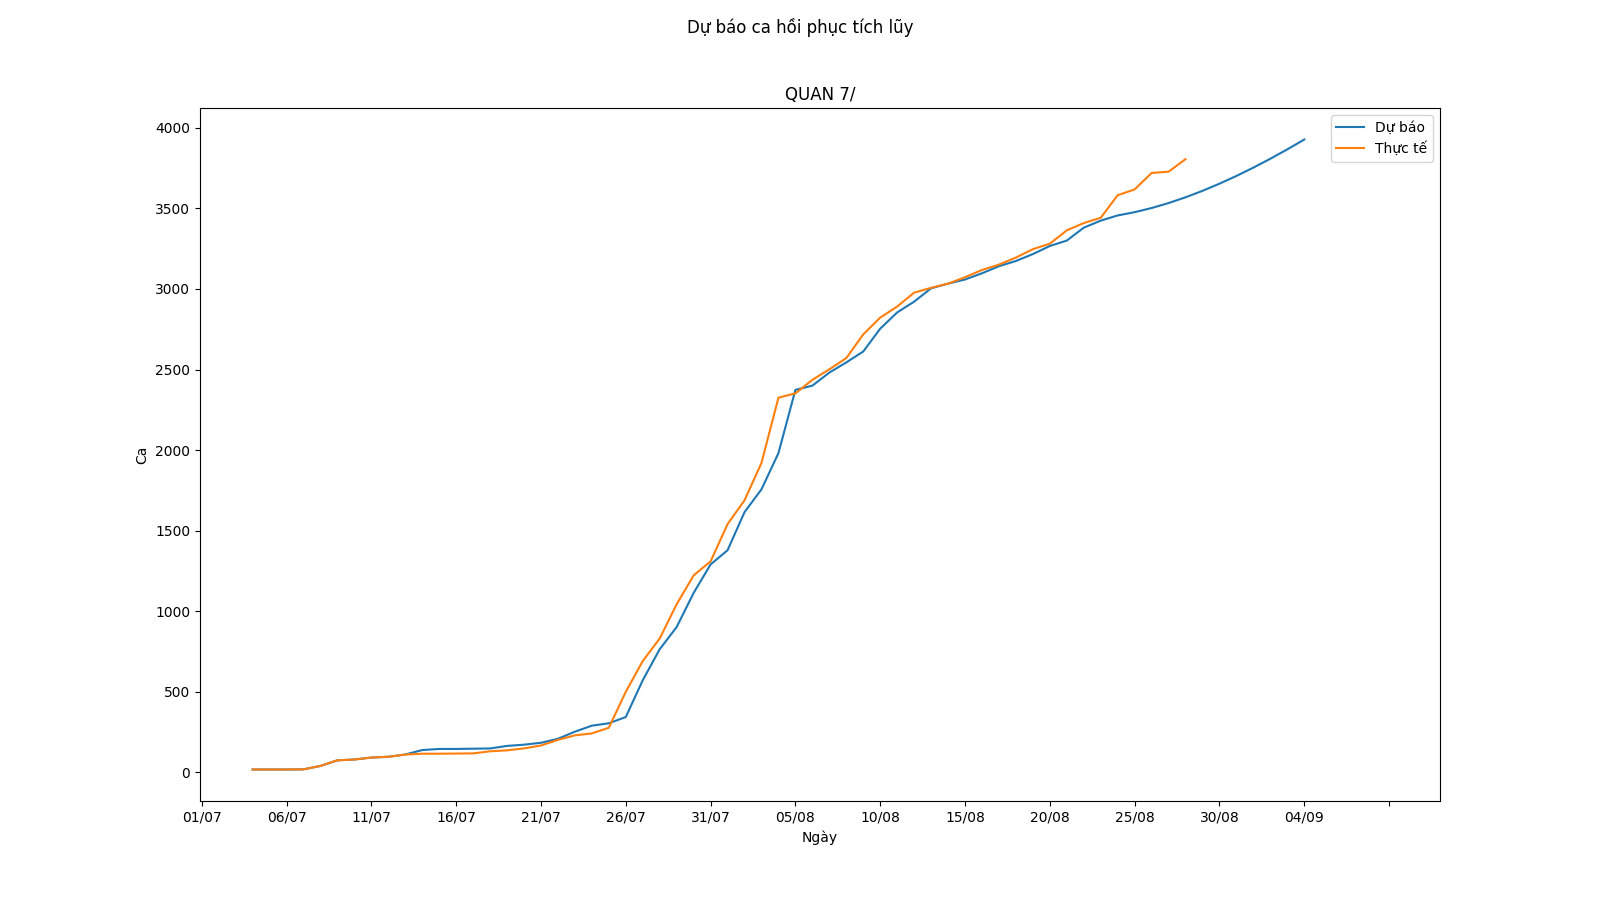 Dự báo ca hồi phục tích lũy
QUAN 7/
Dự báo
Thực tế
4000
3500
3000
2500
2000
1500
1000
500
0
Ca
01/07 06/07 11/07 16/07 21/07 26/07 31/07 05/08 10/08 15/08 20/08 25/08 30/08 04/09
Ngày